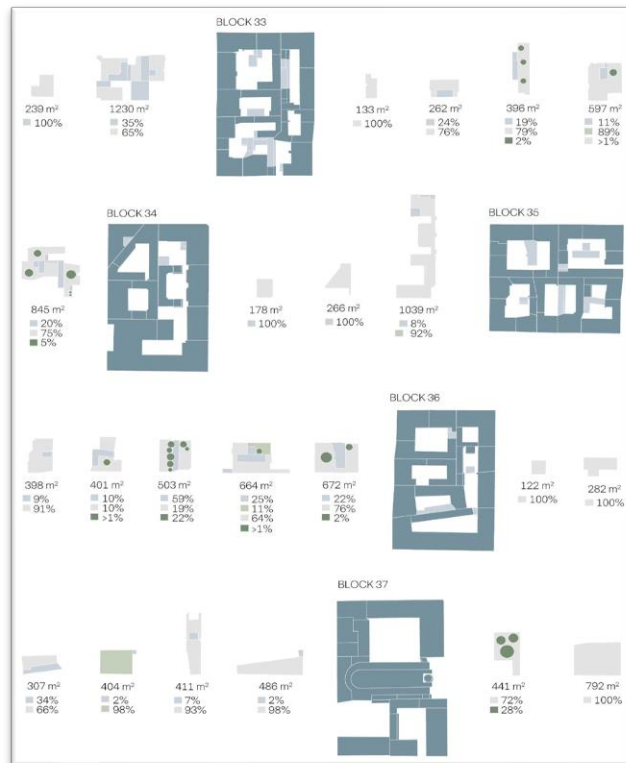 BLOCK 33
239 m²
100%
1230 m²
35%
65%
133 m²
100%
262 m²
24%
76%
396 m²
19%
79%
2%
597 m²
11%
89%
>1%
BLOCK 34
BLOCK 35
845 m²
20%
75%
5%
178 m²
100%
266 m²
100%
1039 m²
8%
92%
BLOCK 36
398 m²
9%
91%
401 m²
10%
10%
>1%
503 m²
59%
19%
22%
664 m²
25%
11%
64%
>1%
672 m²
22%
76%
2%
122 m²
100%
282 m²
100%
BLOCK 37
307 m²
34%
66%
404 m²
2%
98%
411 m²
7%
93%
486 m²
2%
98%
441 m²
72%
28%
792 m²
100%